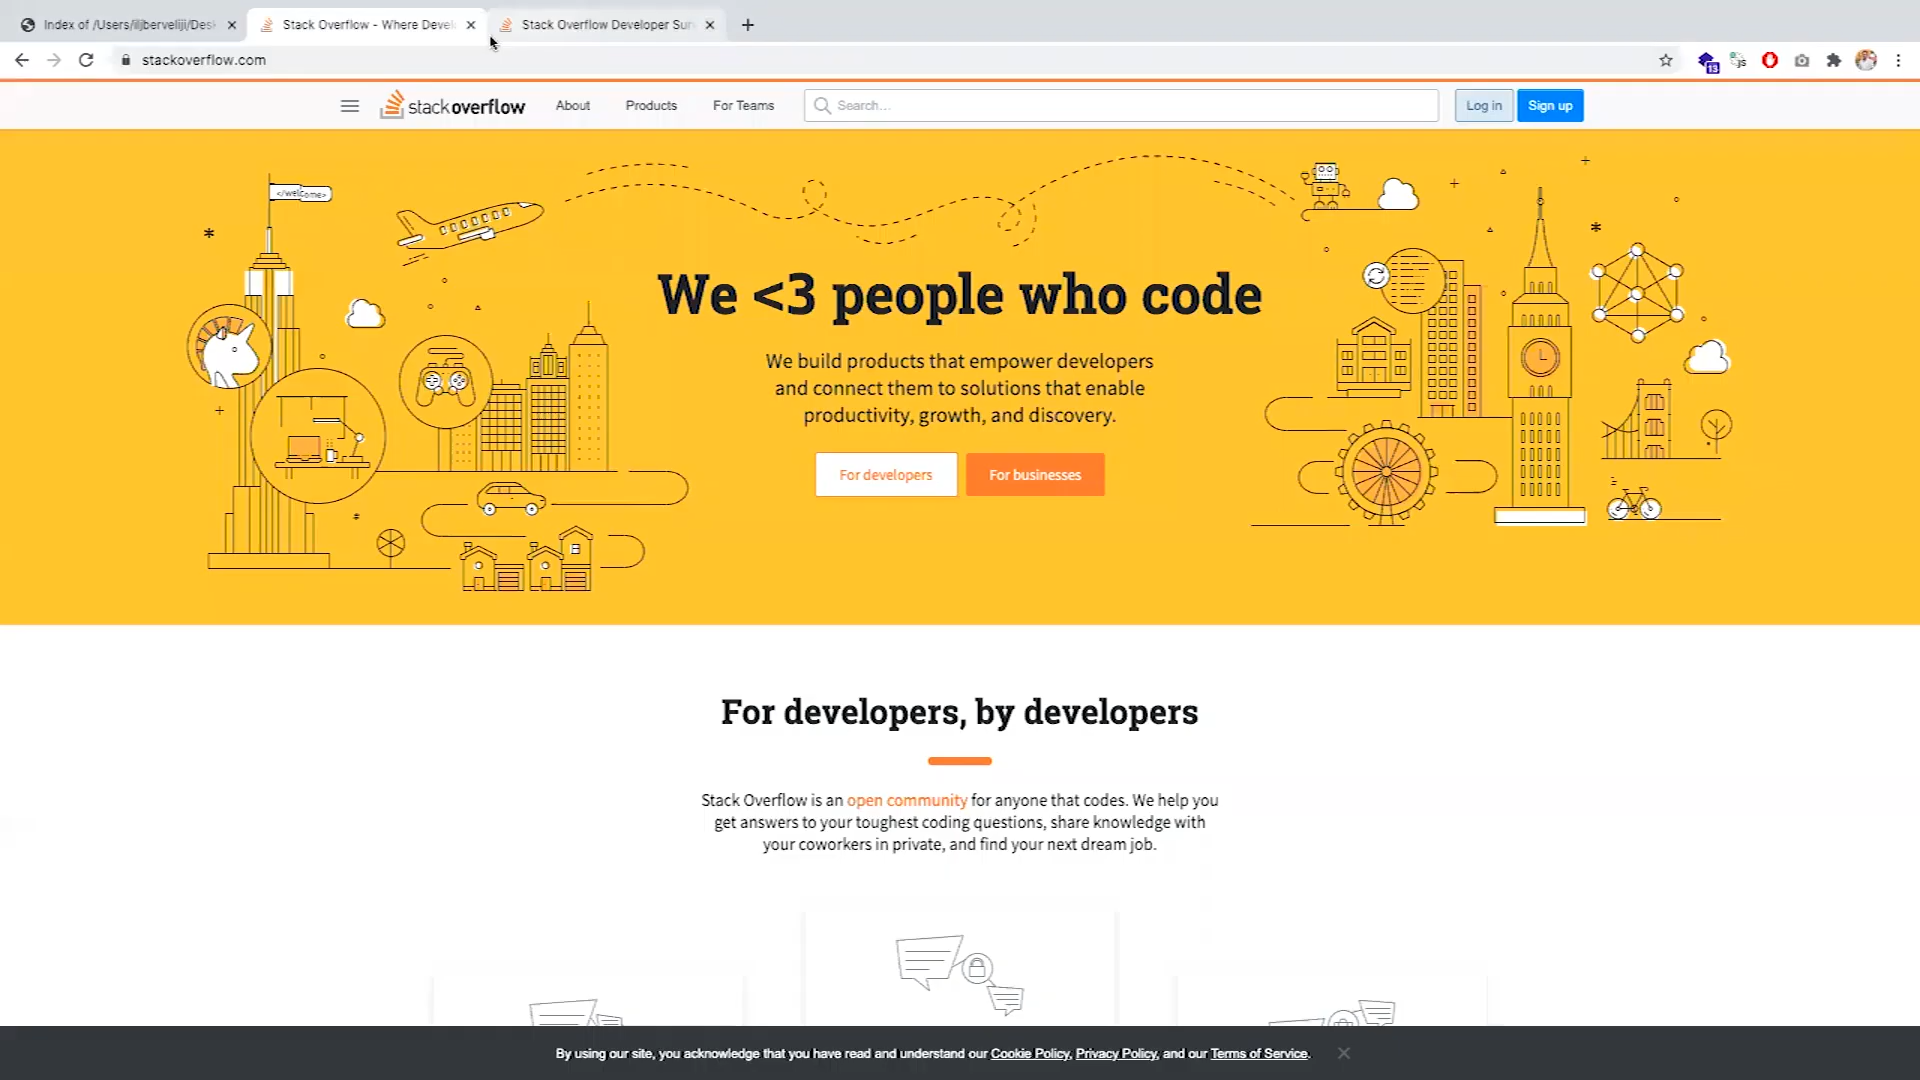 Index of /Users/iljberveliji/Des
Stack Overflow - Where Devel
Stack Overflow Developer Sur
stackoverflow.com
13
js
stackoverflow
About
Products
For Teams
Search...
Log in
Sign up
</welcome>
We <3 people who code
We build products that empower developers
and connect them to solutions that enable
productivity, growth, and discovery.
For developers
For businesses
For developers, by developers
Stack Overflow is an open community for anyone that codes. We help you
get answers to your toughest coding questions, share knowledge with
your coworkers in private, and find your next dream job.
By using our site, you acknowledge that you have read and understand our Cookie Policy, Privacy Policy, and our Terms of Service.